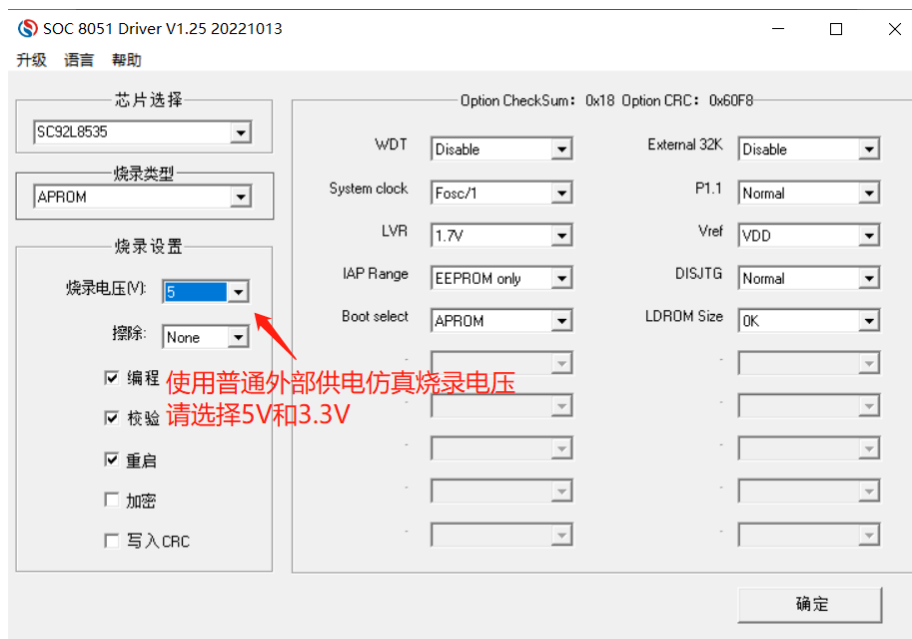 SOC 8051 Driver V1.25 20221013
升级 语言 帮助
芯片选择
SC92L8535
烧录类型
APROM
烧录设置
烧录电压(V): 5
擦除: None
编程
校验
重启
加密
写入CRC
使用普通外部供电仿真烧录电压
请选择5V和3.3V
Option CheckSum: 0x18 Option CRC: 0x60F8
WDT Disable External 32K Disable
System clock Fosc/1 P1.1 Normal
LVR 1.7V Vref VDD
IAP Range EEPROM only DISJTG Normal
Boot select APROM LDROM Size 0K
确定